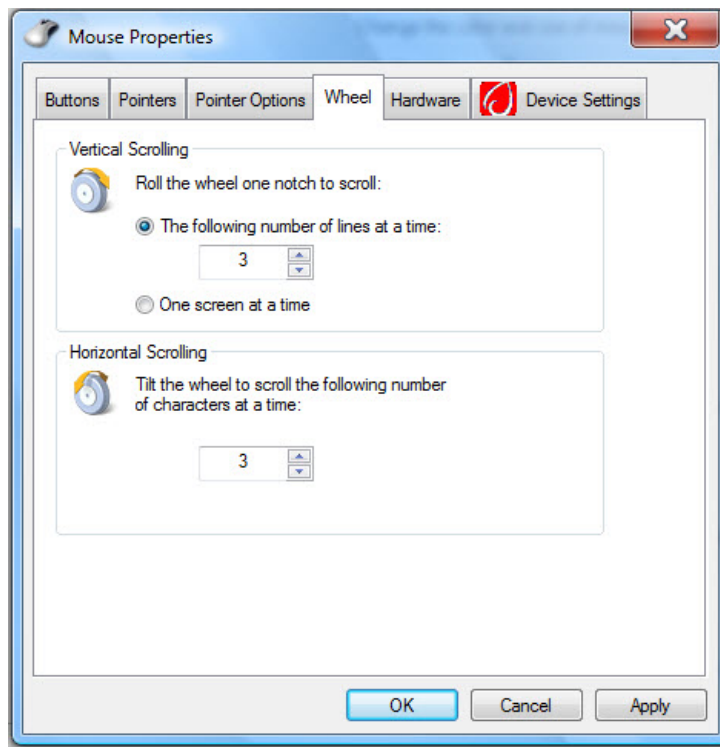 Mouse Properties
Buttons Pointers Pointer Options Wheel Hardware Device Settings
Vertical Scrolling
Roll the wheel one notch to scroll:
The following number of lines at a time:
3
One screen at a time
Horizontal Scrolling
Tilt the wheel to scroll the following number
of characters at a time:
3
OK Cancel Apply